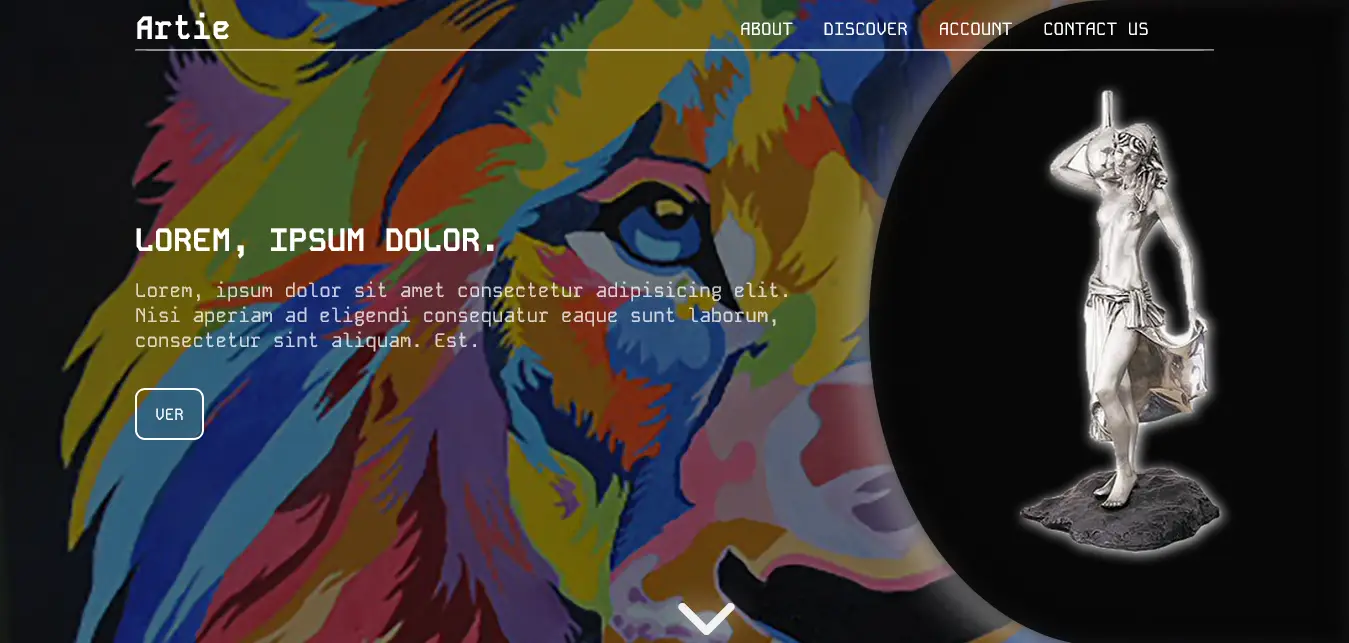 Artie
ABOUT DISCOVER ACCOUNT CONTACT US
LOREM, IPSUM DOLOR.
Lorem, ipsum dolor sit amet consectetur adipisicing elit.
Nisi aperiam ad eligendi consequatur eaque sunt laborum,
consectetur sint aliquam. Est.
VER